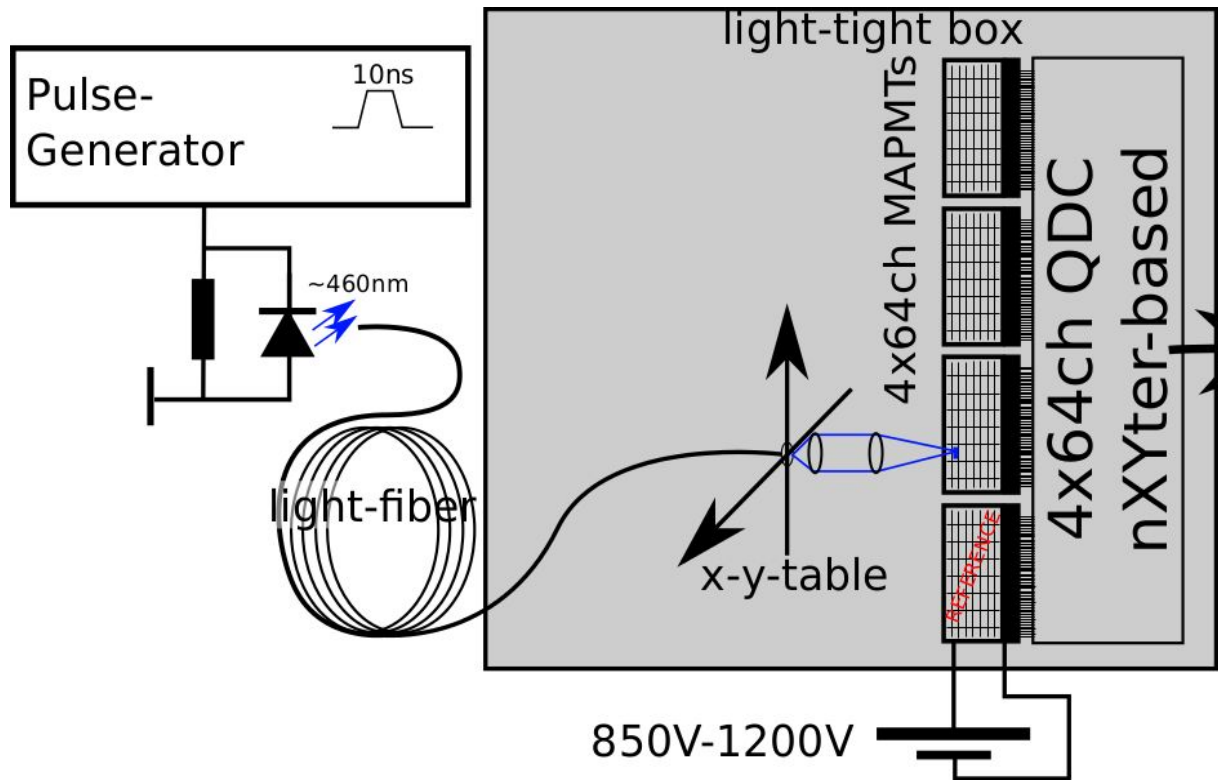 light-tight box
Pulse-
Generator
10ns
~460nm
light-fiber
x-y-table
4x64ch MAPMTs
REFERENCE
4x64ch QDC
nXYter-based
850V-1200V